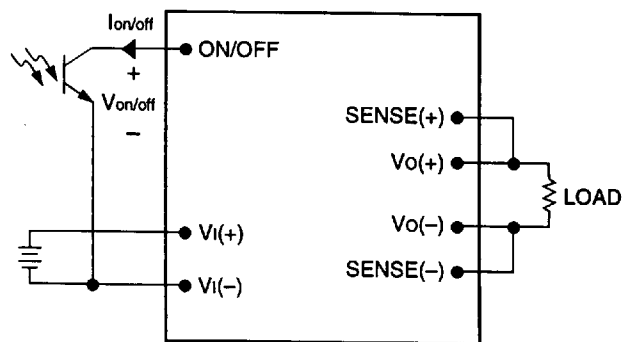 Ion/off
ON/OFF
+
Von/off
−
SENSE(+)
VO(+)
LOAD
VO(−)
SENSE(−)
VI(+)
VI(−)